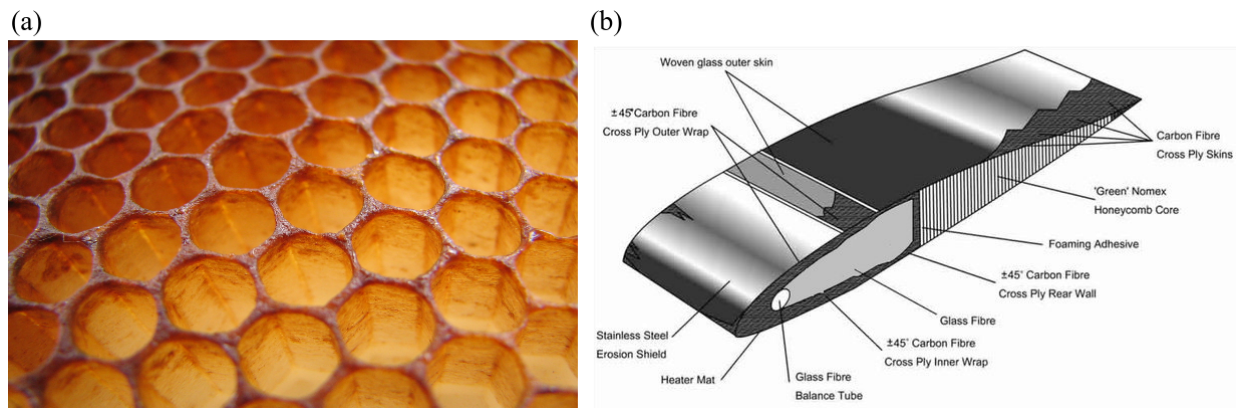 (a)
(b)
Woven glass outer skin
±45°Carbon Fibre
Cross Ply Outer Wrap
Carbon Fibre
Cross Ply Skins
'Green' Nomex
Honeycomb Core
Foaming Adhesive
±45° Carbon Fibre
Cross Ply Rear Wall
Glass Fibre
Stainless Steel
Erosion Shield
±45° Carbon Fibre
Cross Ply Inner Wrap
Heater Mat
Glass Fibre
Balance Tube